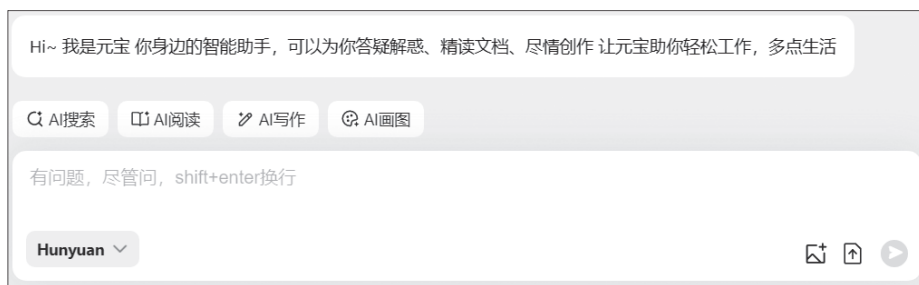 Hi~ 我是元宝 你身边的智能助手，可以为你答疑解惑、精读文档、尽情创作 让元宝助你轻松工作，多点生活
AI搜索 AI阅读 AI写作 AI画图
有问题，尽管问，shift+enter换行
Hunyuan